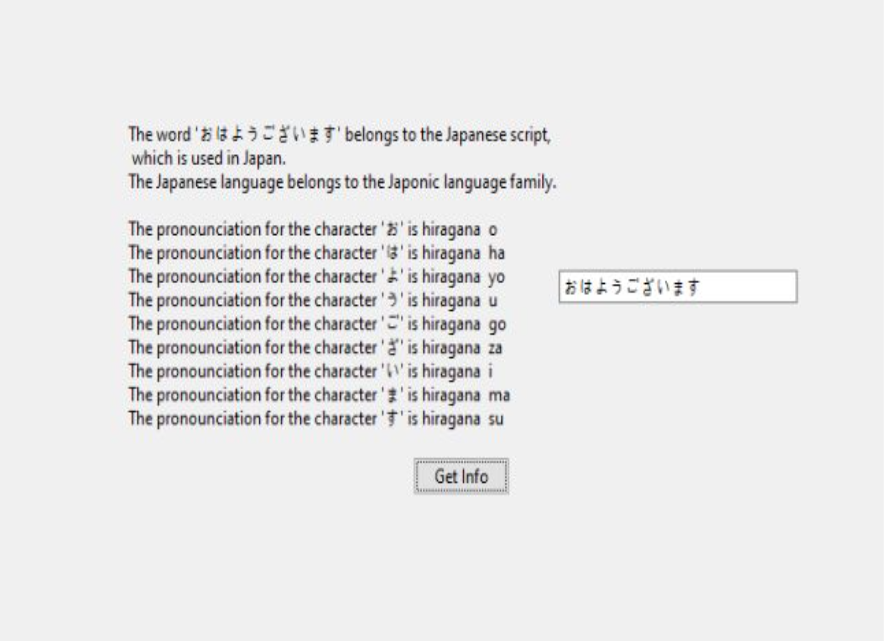 The word 'おはようございます' belongs to the Japanese script,
which is used in Japan.
The Japanese language belongs to the Japonic language family.
The pronounciation for the character 'お' is hiragana  o
The pronounciation for the character 'は' is hiragana  ha
The pronounciation for the character 'よ' is hiragana  yo
The pronounciation for the character 'う' is hiragana  u
The pronounciation for the character 'ご' is hiragana  go
The pronounciation for the character 'ざ' is hiragana  za
The pronounciation for the character 'い' is hiragana  i
The pronounciation for the character 'ま' is hiragana  ma
The pronounciation for the character 'す' is hiragana  su
おはようございます
Get Info